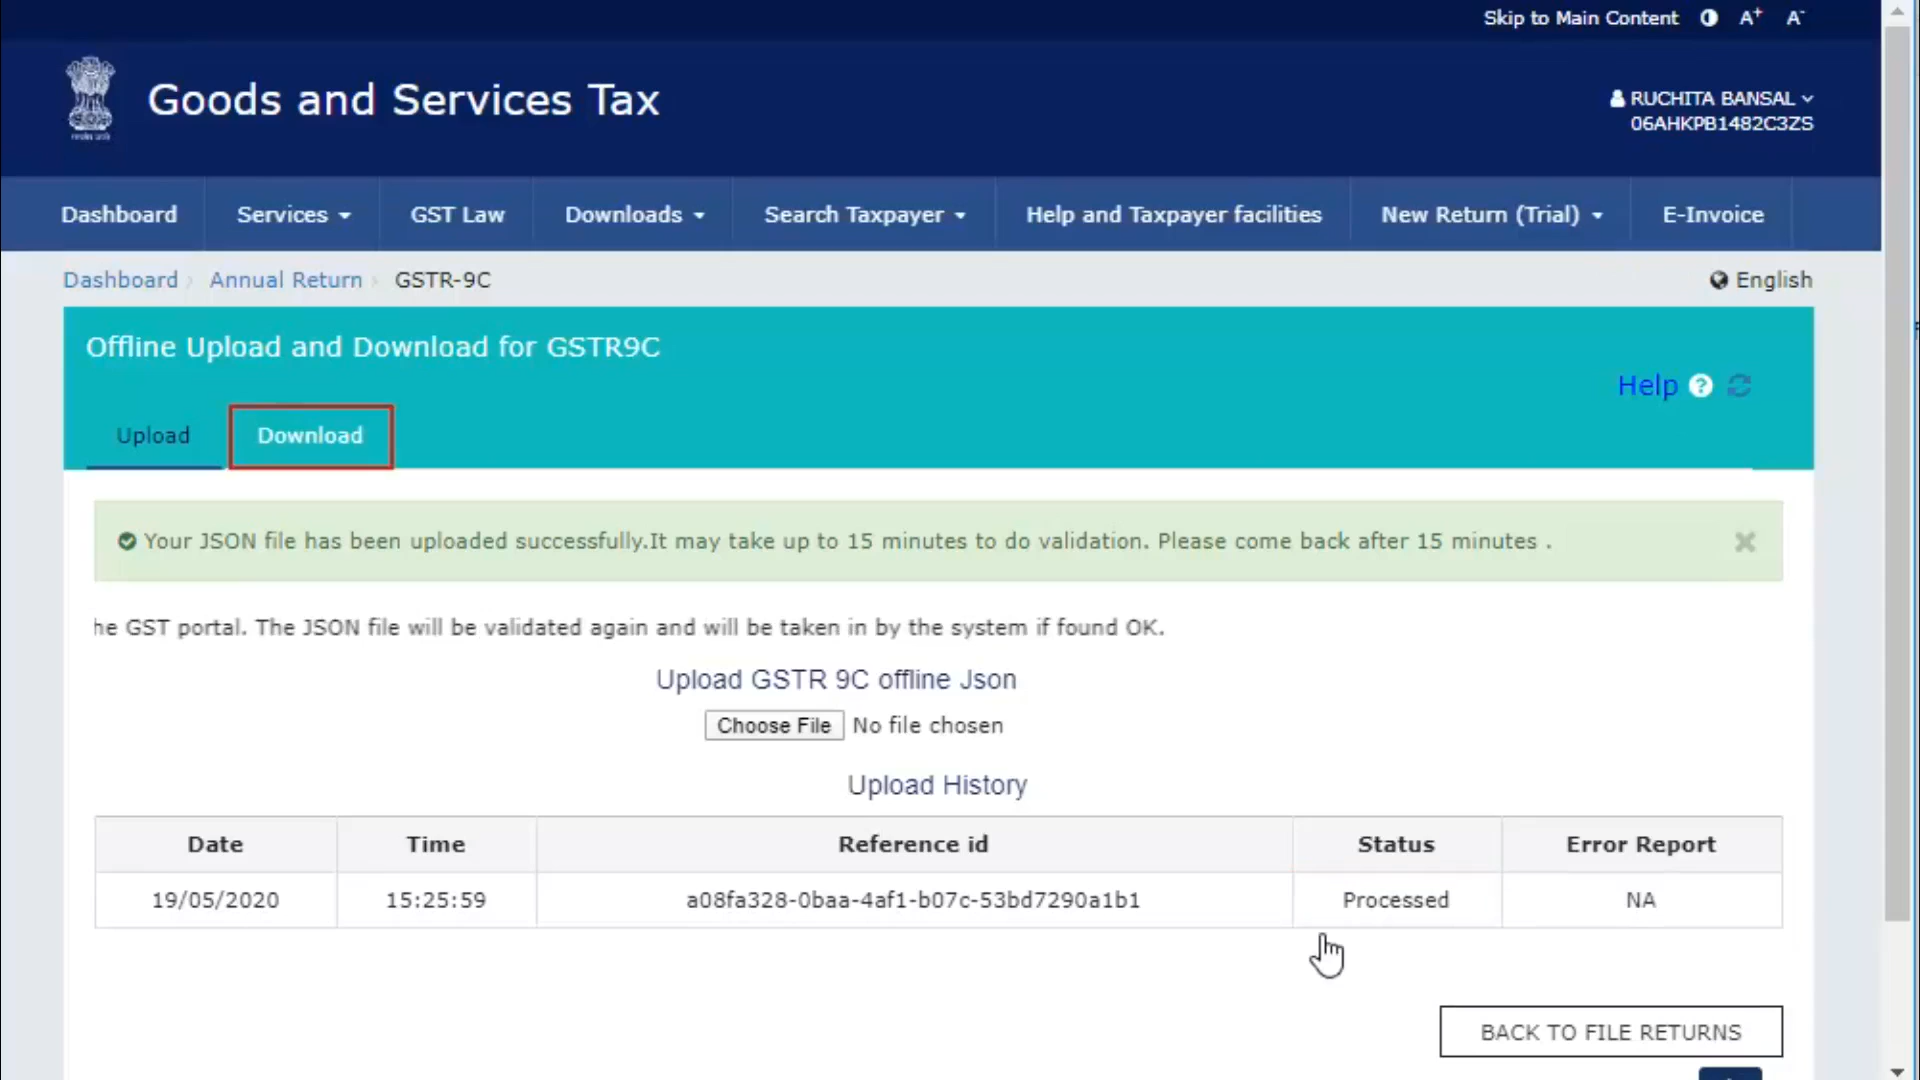 Skip to Main Content A+ A-
Goods and Services Tax
RUCHITA BANSAL
06AHKPB1482C3ZS
Dashboard Services GST Law Downloads Search Taxpayer Help and Taxpayer facilities New Return (Trial) E-Invoice
Dashboard Annual Return GSTR-9C English
Offline Upload and Download for GSTR9C
Help ?
Upload Download
Your JSON file has been uploaded successfully.It may take up to 15 minutes to do validation. Please come back after 15 minutes .
he GST portal. The JSON file will be validated again and will be taken in by the system if found OK.
Upload GSTR 9C offline Json
Choose File No file chosen
Upload History
Date Time Reference id Status Error Report
19/05/2020 15:25:59 a08fa328-0baa-4af1-b07c-53bd7290a1b1 Processed NA
BACK TO FILE RETURNS